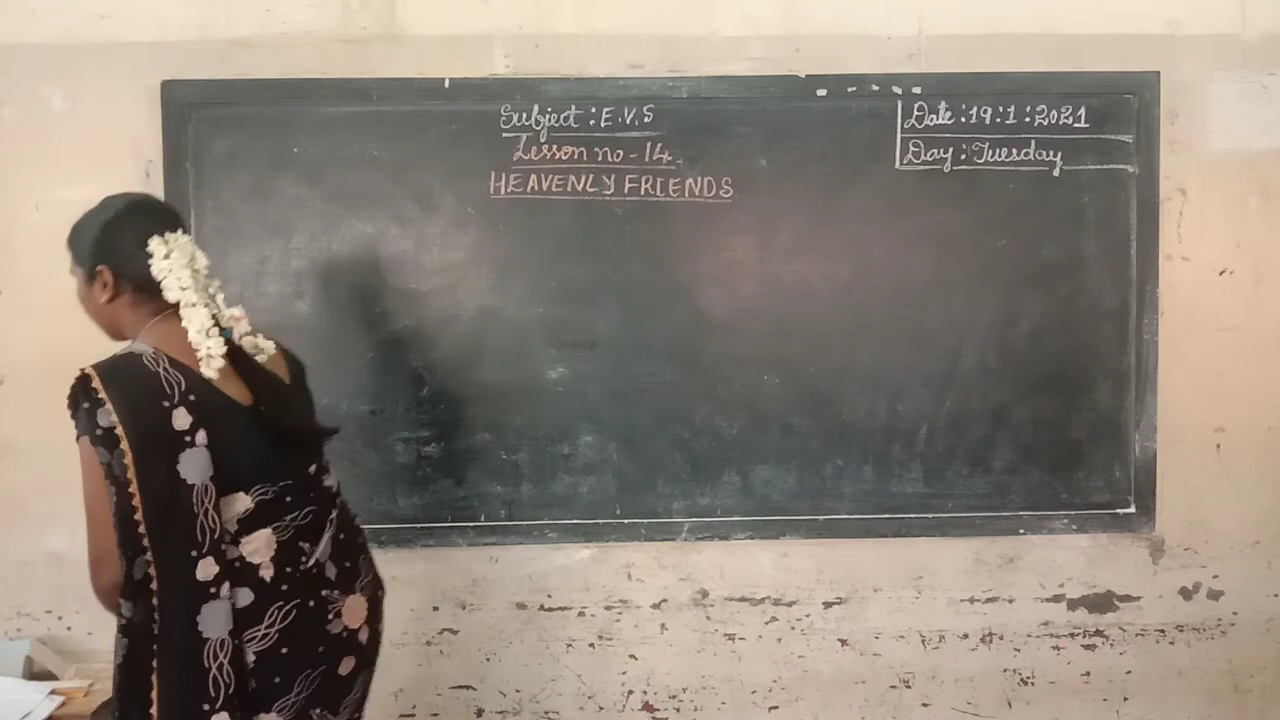 Subject : E.V.S
Lesson no - 14.
HEAVENLY FRIENDS
Date : 19 : 1 : 2021
Day : Tuesday